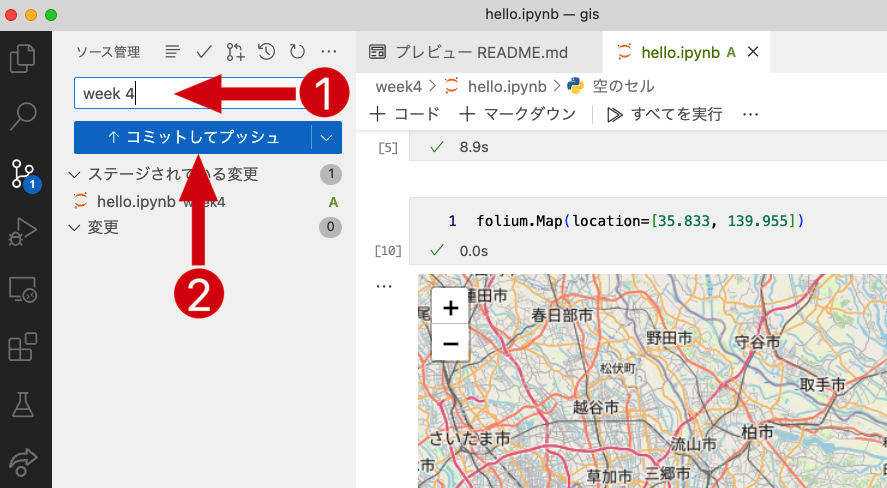 hello.ipynb — gis
ソース管理
week 4
1
コミットしてプッシュ
ステージされている変更 1
hello.ipynb week4 A
変更 0
2
1
プレビュー README.md
hello.ipynb A
week4 > hello.ipynb > 空のセル
コード マークダウン すべてを実行 ...
[5] 8.9s
1 folium.Map(location=[35.833, 139.955])
[10] 0.0s
...
+
−
蓮田市
春日部市
野田市
守谷市
松伏町
取手市
越谷市
さいたま市
流山市
柏市
草加市
三郷市